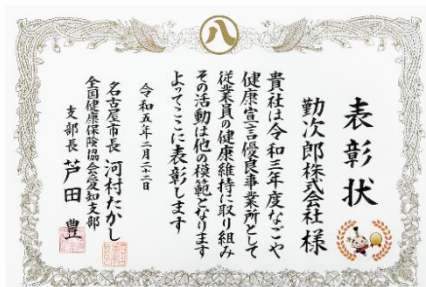 八
表彰状
勤次郎株式会社 様
貴社は令和三年度なごや
健康宣言優良事業所として
従業員の健康維持に取り組み
その活動は他の模範となります
よってここに表彰します
令和五年二月二十二日
名古屋市長 河村たかし
全国健康保険協会愛知支部
支部長 芦田 豊